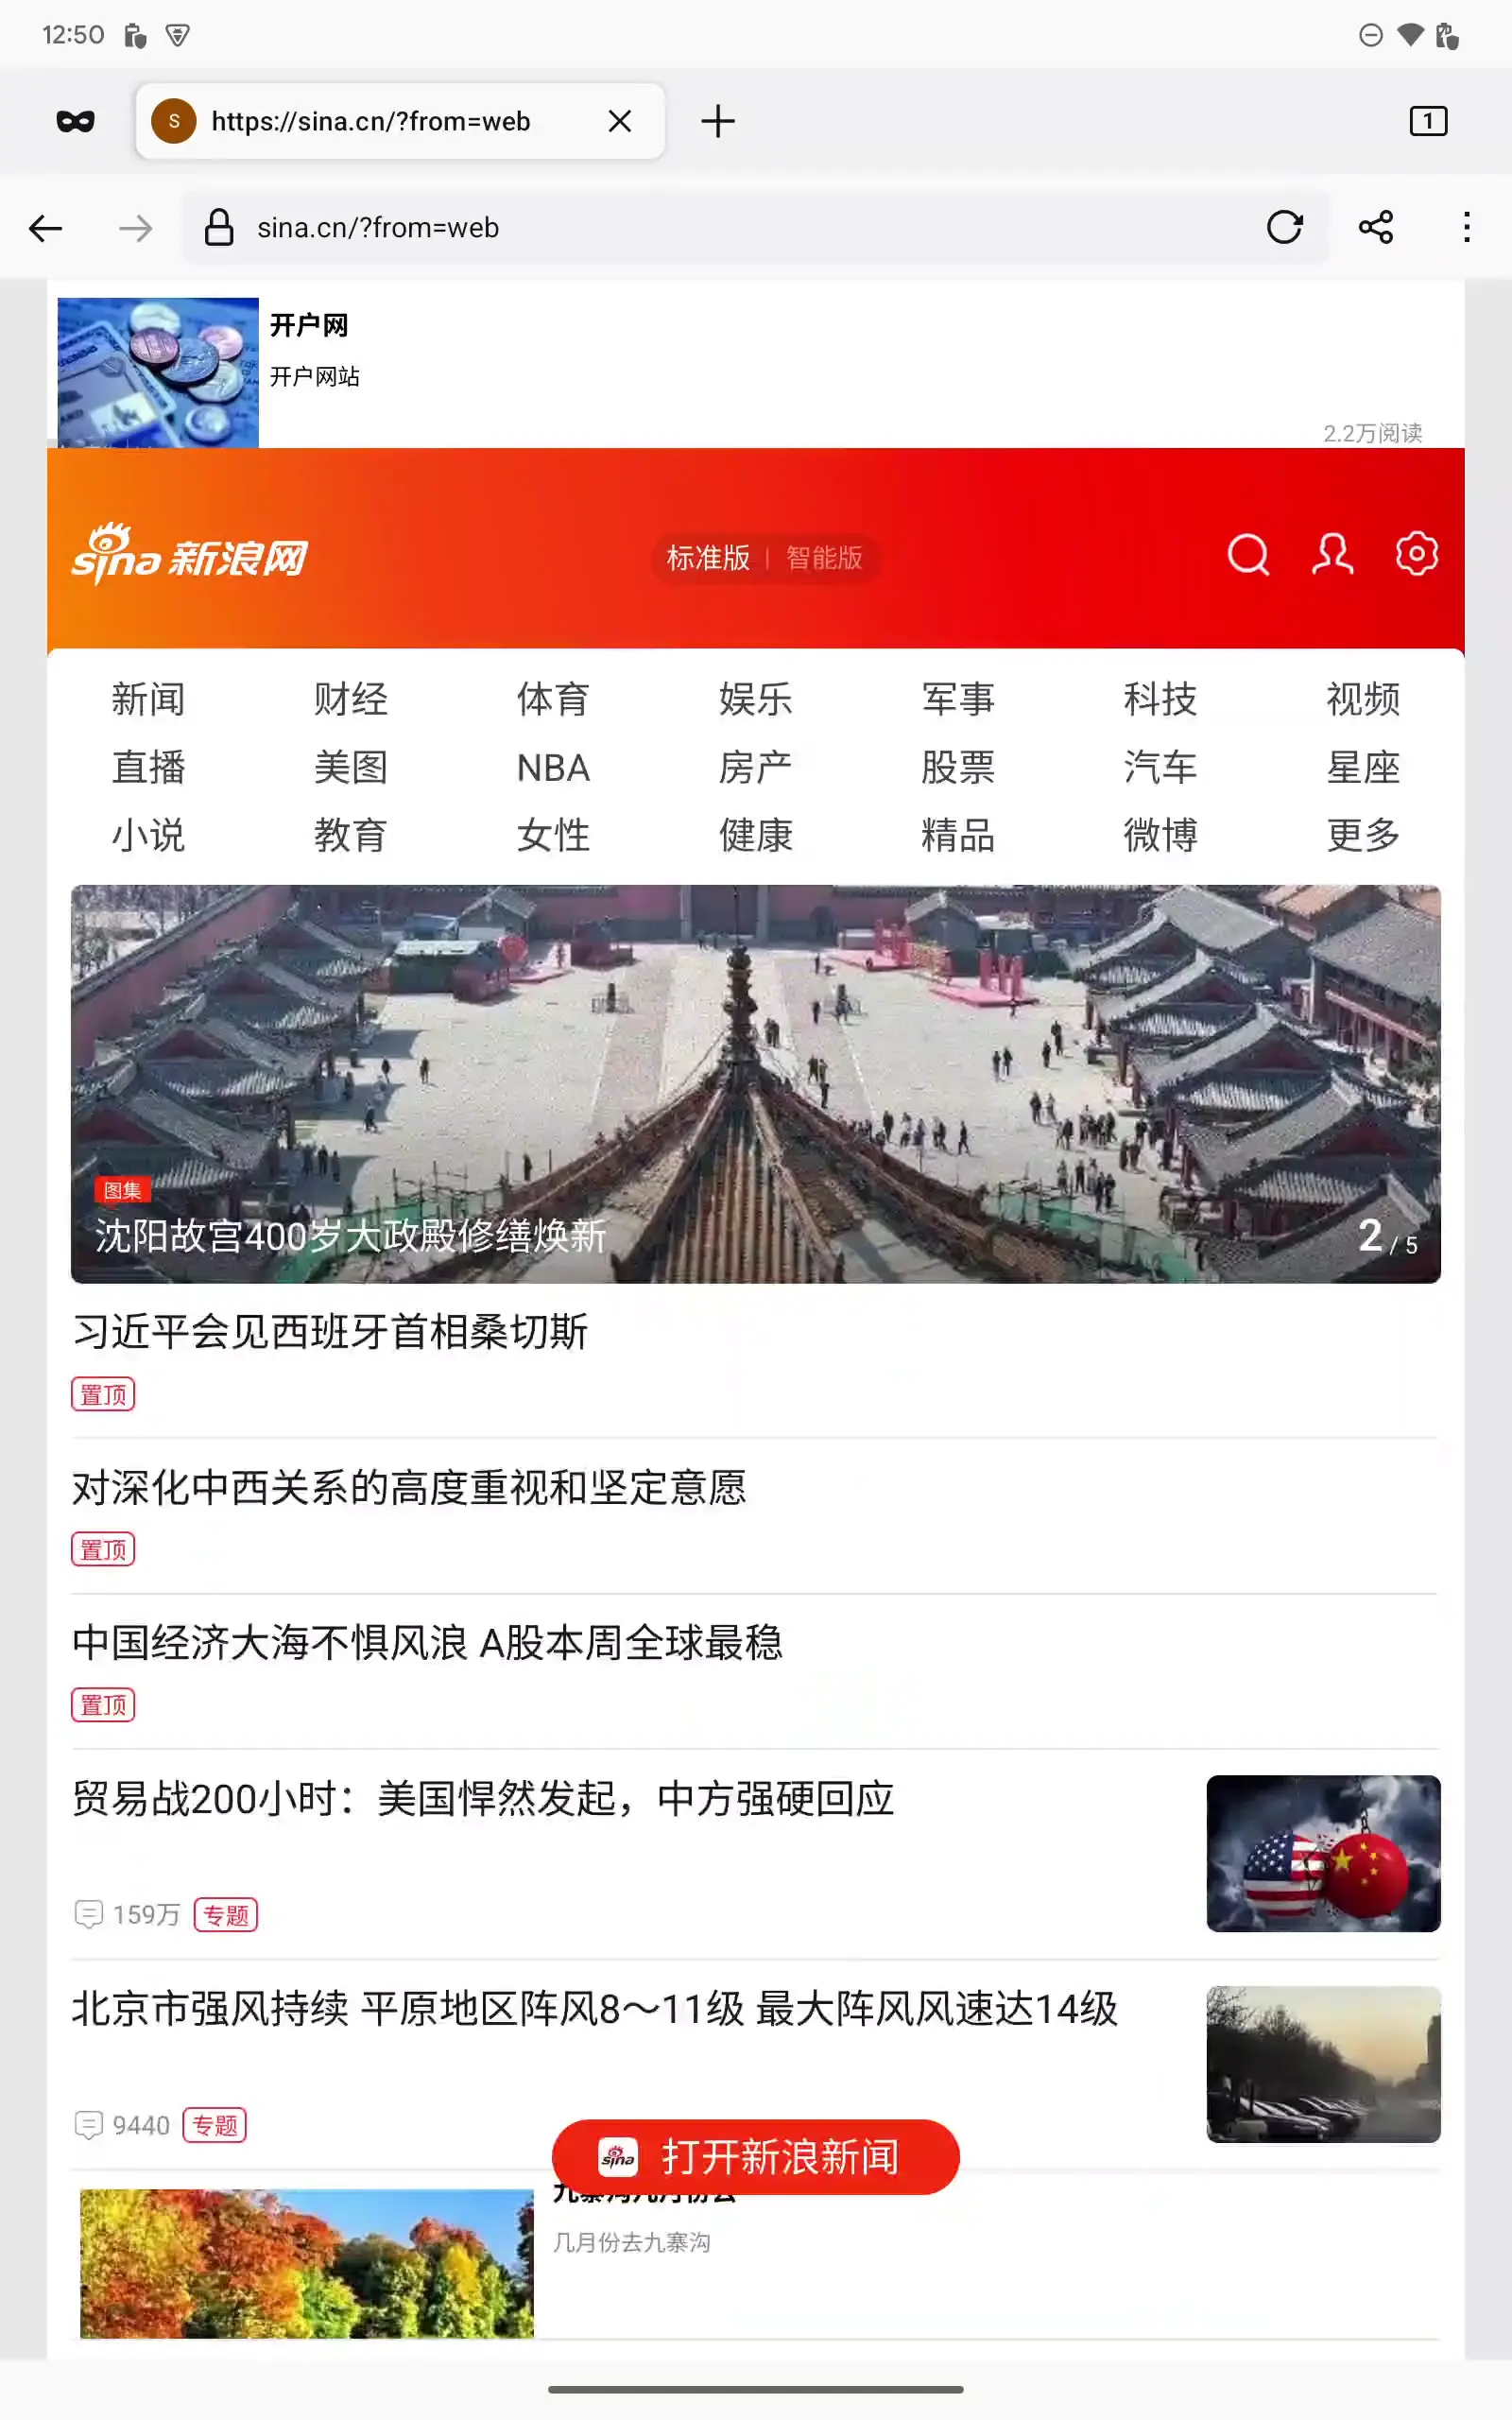 12:50
S
https://sina.cn/?from=web
1
sina.cn/?from=web
开户网
开户网站
2.2万阅读
sina 新浪网
标准版 | 智能版
新闻 财经 体育 娱乐 军事 科技 视频
直播 美图 NBA 房产 股票 汽车 星座
小说 教育 女性 健康 精品 微博 更多
图集
沈阳故宫400岁大政殿修缮焕新
2 / 5
习近平会见西班牙首相桑切斯
置顶
对深化中西关系的高度重视和坚定意愿
置顶
中国经济大海不惧风浪 A股本周全球最稳
置顶
贸易战200小时：美国悍然发起，中方强硬回应
159万 专题
北京市强风持续 平原地区阵风8～11级 最大阵风风速达14级
9440 专题
sina 打开新浪新闻
几月份去九寨沟